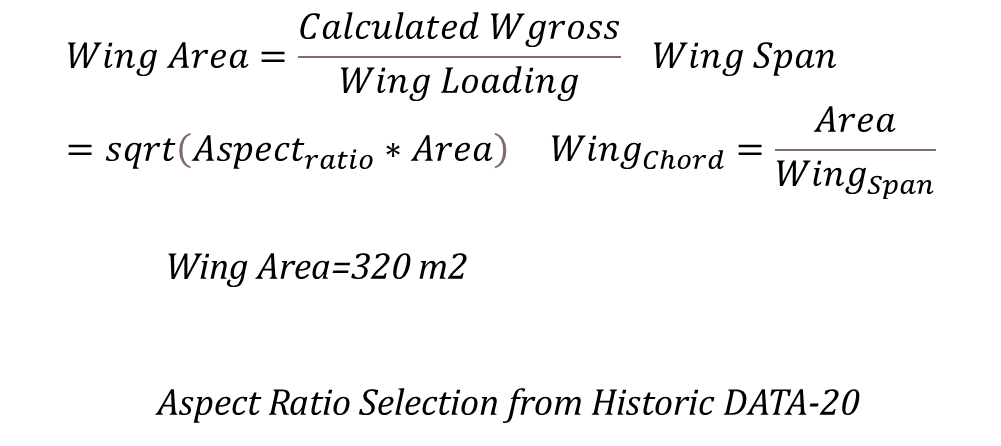 Wing Area = Calculated Wgross / Wing Loading Wing Span
= sqrt(Aspect_ratio * Area) Wing_Chord = Area / Wing_Span
Wing Area=320 m2
Aspect Ratio Selection from Historic DATA-20